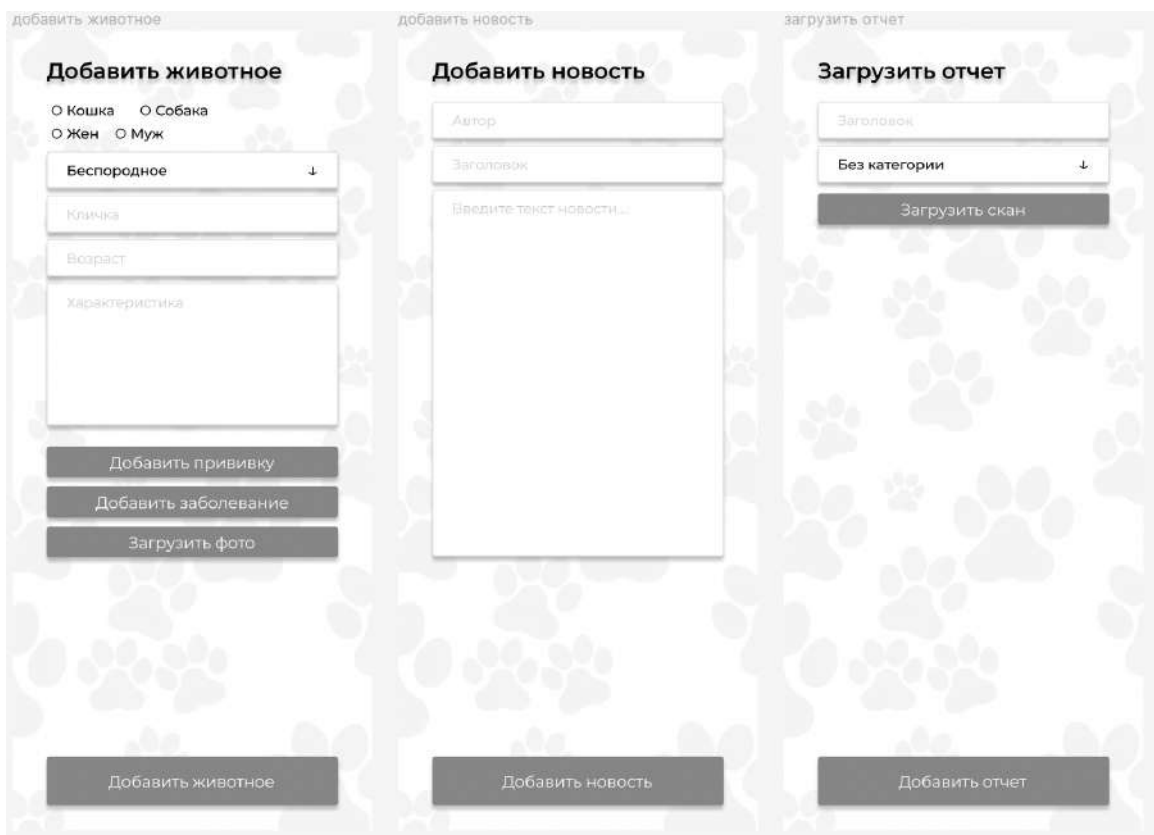 добавить животное
Добавить животное
Кошка Собака
Жен Муж
Беспородное ↓
Кличка
Возраст
Характеристика
Добавить прививку
Добавить заболевание
Загрузить фото
Добавить животное
добавить новость
Добавить новость
Автор
Заголовок
Введите текст новости...
Добавить новость
загрузить отчет
Загрузить отчет
Заголовок
Без категории ↓
Загрузить скан
Добавить отчет